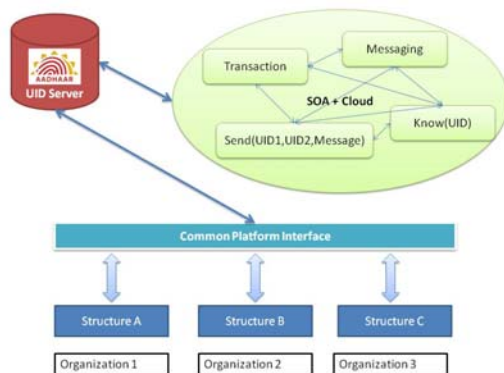 AADHAAR
UID Server
Transaction
Messaging
SOA + Cloud
Send(UID1,UID2,Message)
Know(UID)
Common Platform Interface
Structure A
Structure B
Structure C
Organization 1
Organization 2
Organization 3